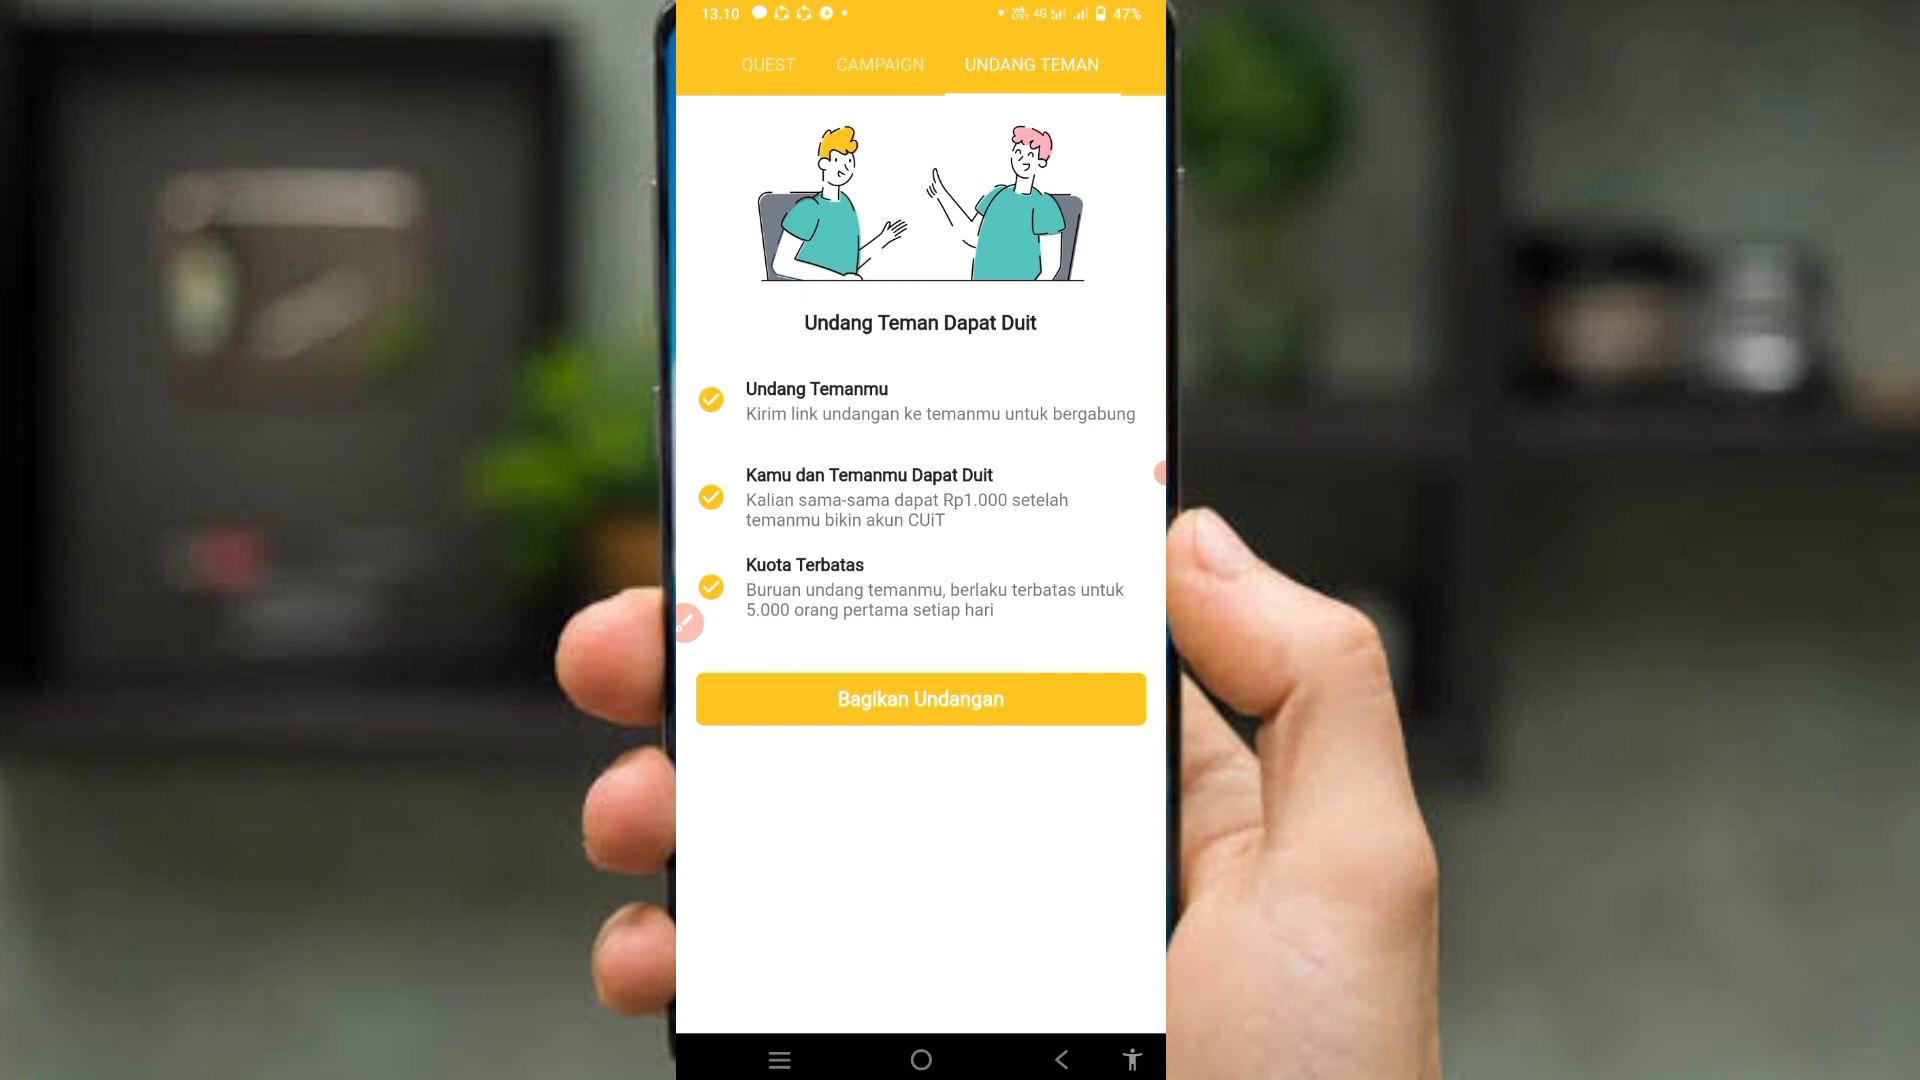 13.10
4G 47%
QUEST CAMPAIGN UNDANG TEMAN
Undang Teman Dapat Duit
Undang Temanmu
Kirim link undangan ke temanmu untuk bergabung
Kamu dan Temanmu Dapat Duit
Kalian sama-sama dapat Rp1.000 setelah
temanmu bikin akun CUiT
Kuota Terbatas
Buruan undang temanmu, berlaku terbatas untuk
5.000 orang pertama setiap hari
Bagikan Undangan